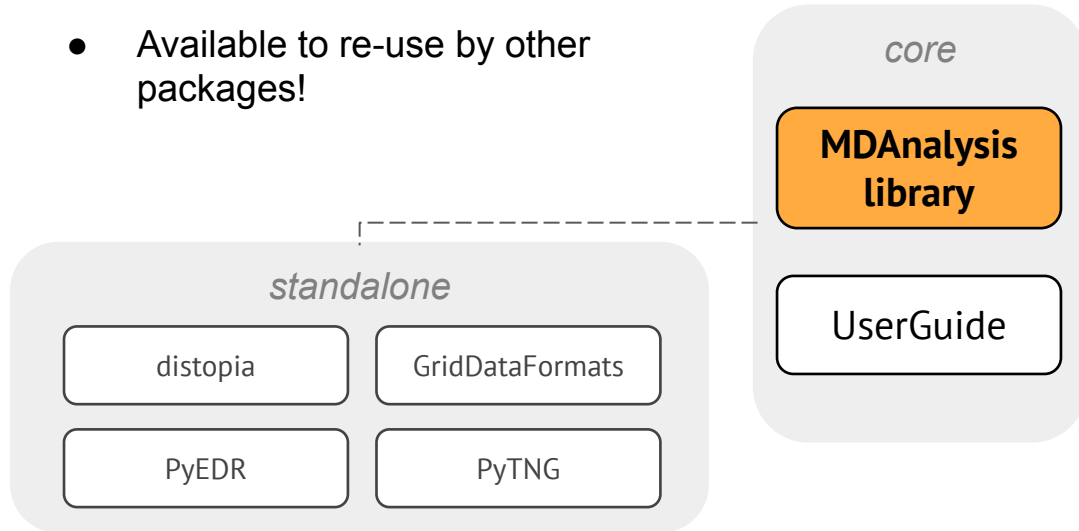 ● Available to re-use by other
packages!
core
MDAnalysis
library
UserGuide
standalone
distopia
GridDataFormats
PyEDR
PyTNG